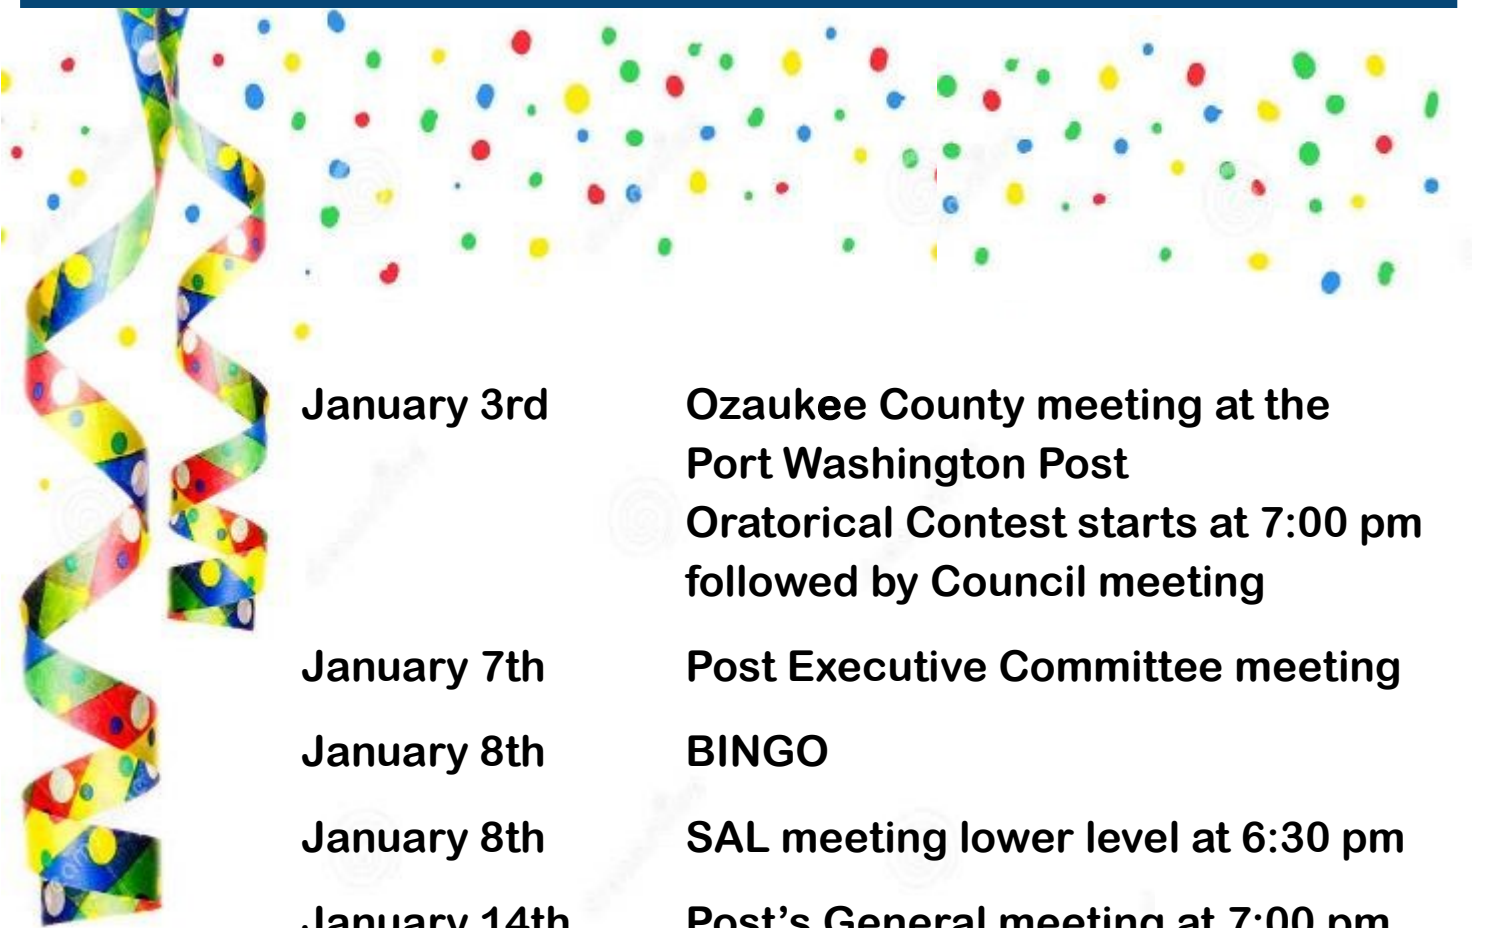 January 3rd Ozaukee County meeting at the
Port Washington Post
Oratorical Contest starts at 7:00 pm
followed by Council meeting
January 7th Post Executive Committee meeting
January 8th BINGO
January 8th SAL meeting lower level at 6:30 pm
January 14th Post’s General meeting at 7:00 pm